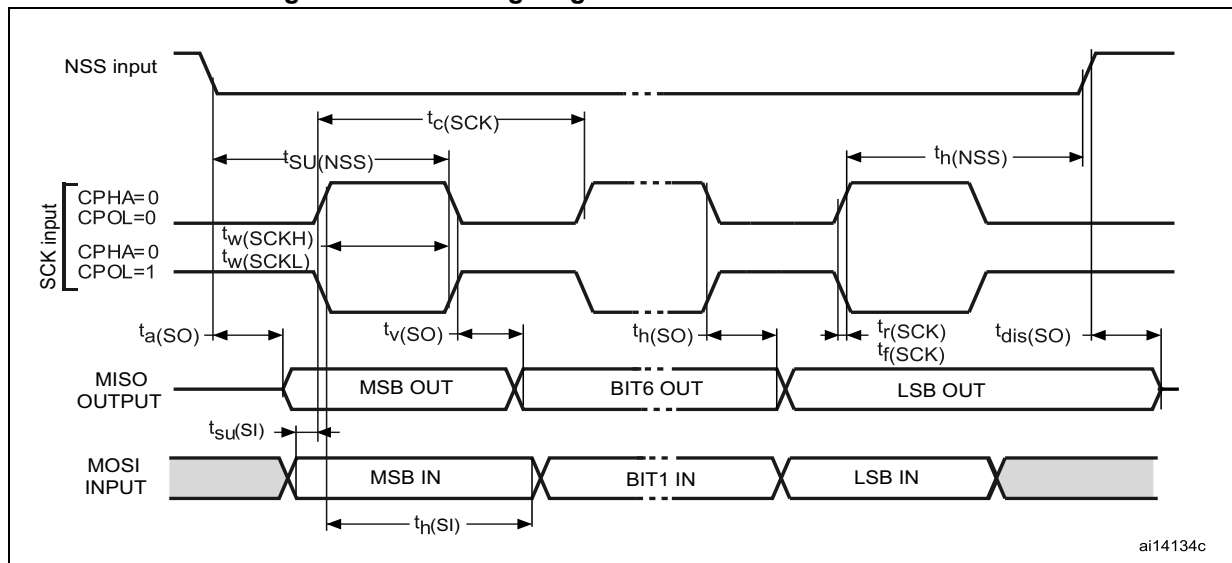 NSS input
tc(SCK)
tSU(NSS)
th(NSS)
SCK input
CPHA=0
CPOL=0
tw(SCKH)
CPHA=0
tw(SCKL)
CPOL=1
ta(SO)
tv(SO)
th(SO)
tr(SCK)
tf(SCK)
tdis(SO)
MISO
OUTPUT
MSB OUT
BIT6 OUT
LSB OUT
tsu(SI)
MOSI
INPUT
MSB IN
BIT1 IN
LSB IN
th(SI)
ai14134c